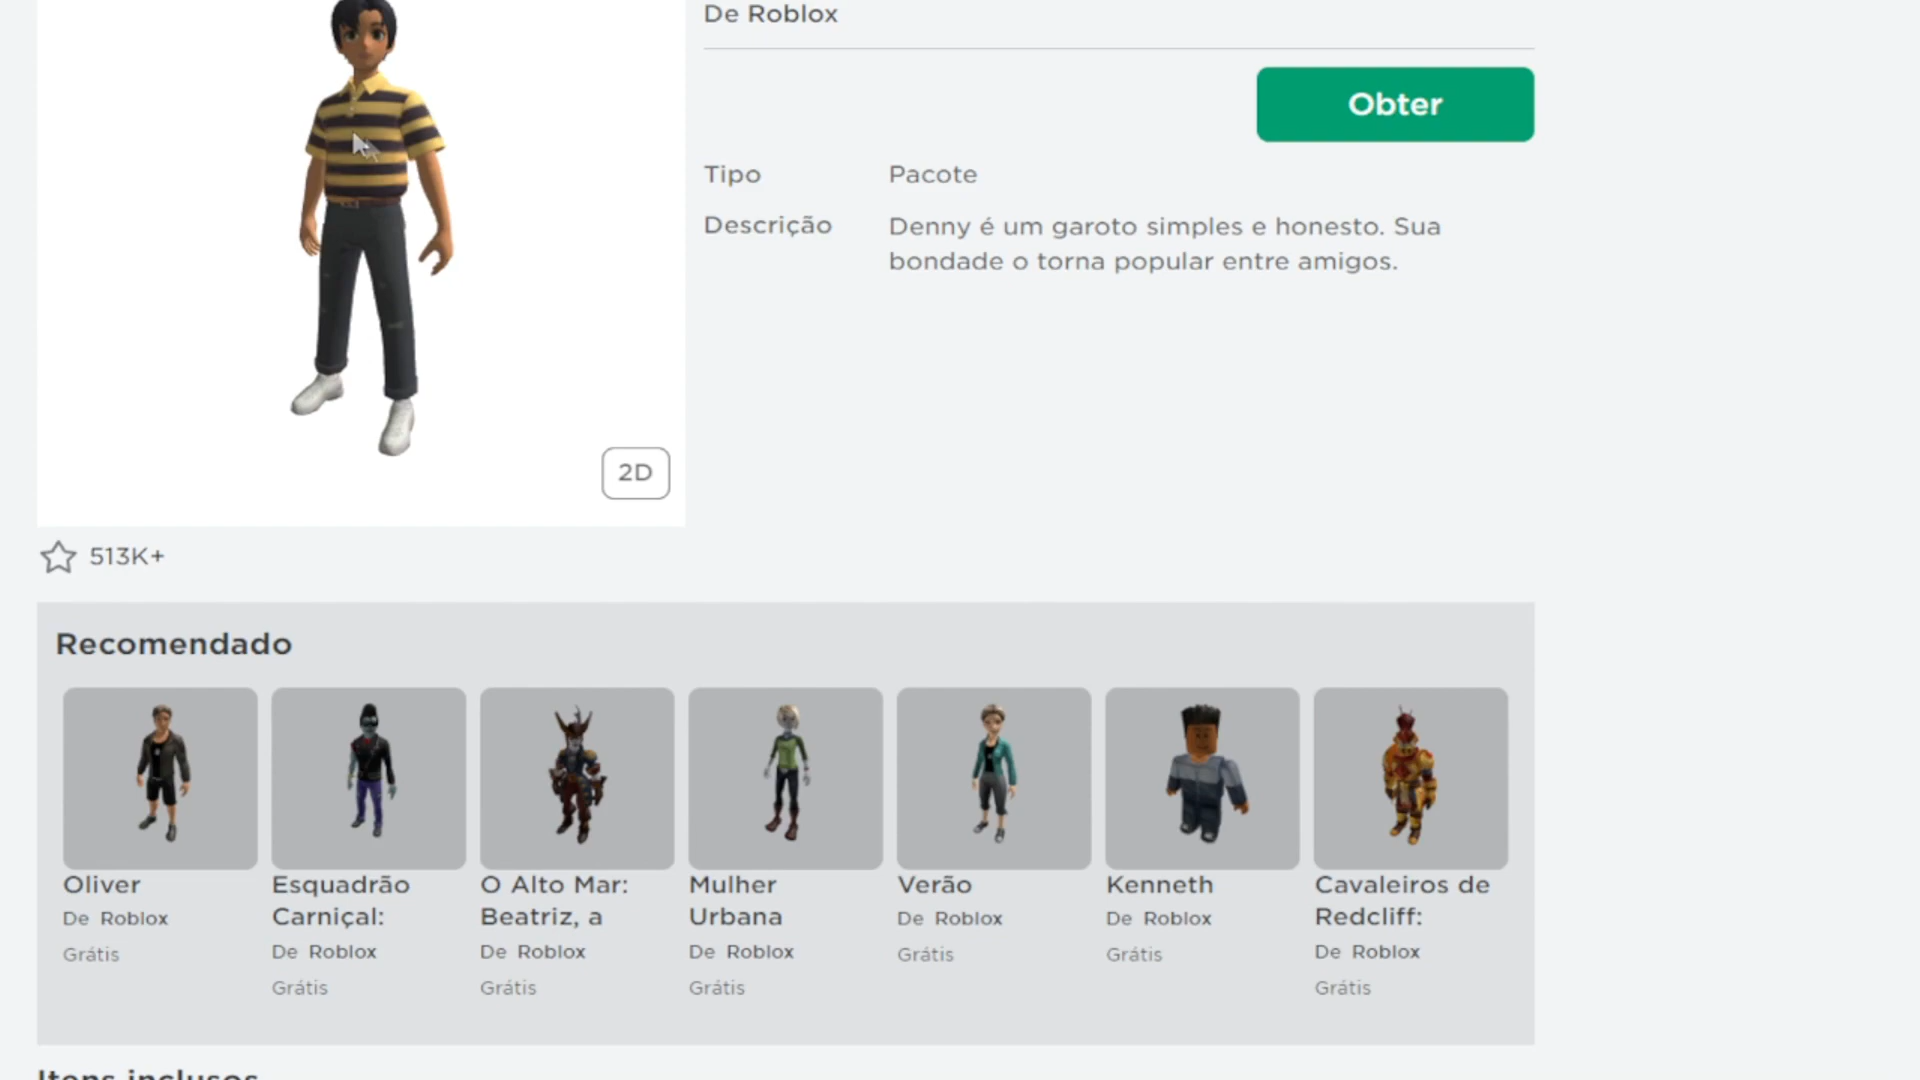 De Roblox
Obter
Tipo
Pacote
Descrição
Denny é um garoto simples e honesto. Sua
bondade o torna popular entre amigos.
2D
513K+
Recomendado
Oliver
De Roblox
Grátis
Esquadrão
Carniçal:
De Roblox
Grátis
O Alto Mar:
Beatriz, a
De Roblox
Grátis
Mulher
Urbana
De Roblox
Grátis
Verão
De Roblox
Grátis
Kenneth
De Roblox
Grátis
Cavaleiros de
Redcliff:
De Roblox
Grátis
Itens inclusos